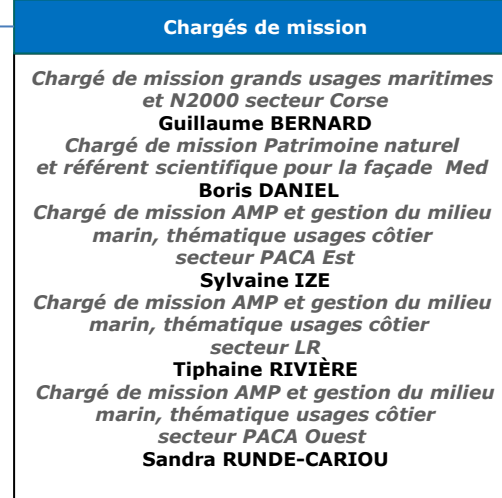 Chargés de mission
Chargé de mission grands usages maritimes
et N2000 secteur Corse
Guillaume BERNARD
Chargé de mission Patrimoine naturel
et référent scientifique pour la façade Med
Boris DANIEL
Chargé de mission AMP et gestion du milieu
marin, thématique usages côtier
secteur PACA Est
Sylvaine IZE
Chargé de mission AMP et gestion du milieu
marin, thématique usages côtier
secteur LR
Tiphaine RIVIÈRE
Chargé de mission AMP et gestion du milieu
marin, thématique usages côtier
secteur PACA Ouest
Sandra RUNDE-CARIOU